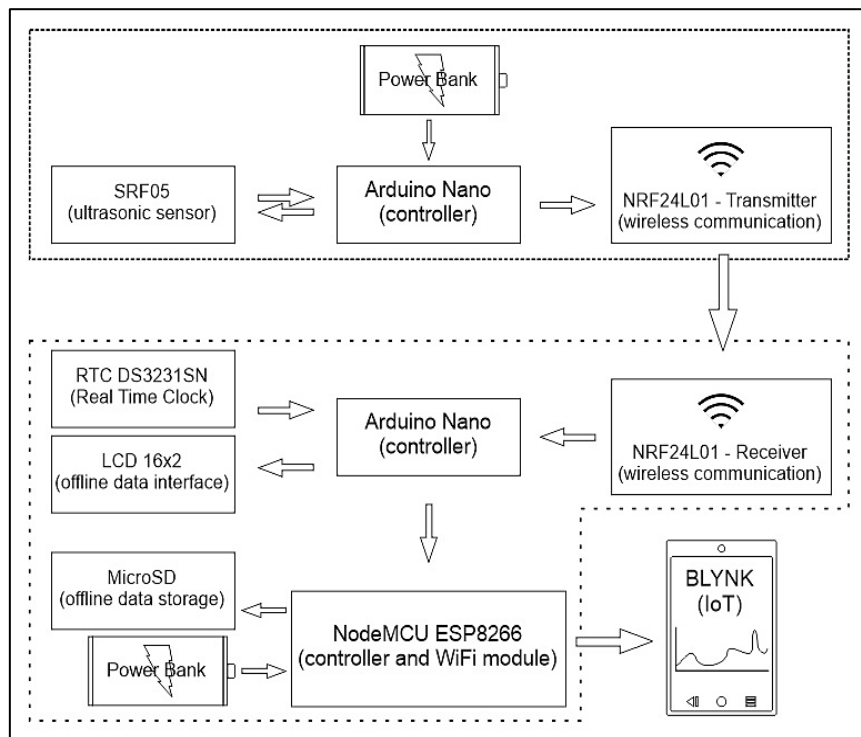 Power Bank
SRF05
(ultrasonic sensor)
Arduino Nano
(controller)
NRF24L01 - Transmitter
(wireless communication)
RTC DS3231SN
(Real Time Clock)
LCD 16x2
(offline data interface)
Arduino Nano
(controller)
NRF24L01 - Receiver
(wireless communication)
MicroSD
(offline data storage)
Power Bank
NodeMCU ESP8266
(controller and WiFi module)
BLYNK
(IoT)